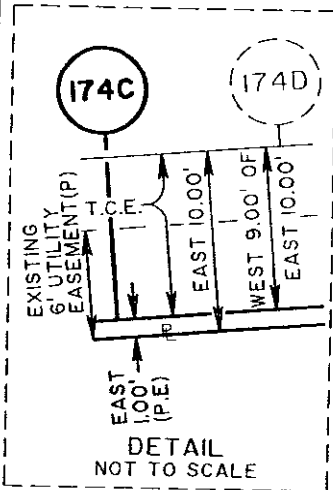 174C
174D
EXISTING
6' UTILITY
EASEMENT(P)
T.C.E.
EAST 10.00'
WEST 9.00' OF
EAST 10.00'
PL
EAST
1.00'
(P.E)
DETAIL
NOT TO SCALE